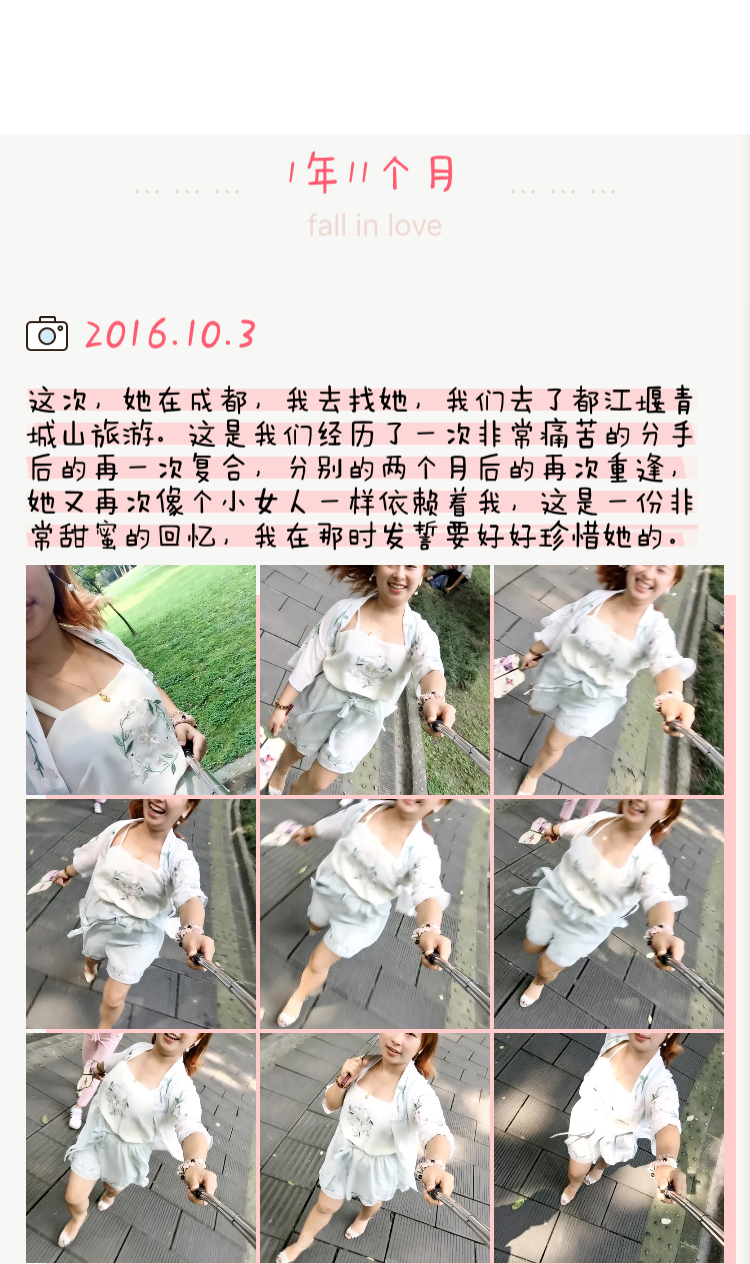 ... ... ... 1年11个月 ... ... ...
fall in love
2016.10.3
这次，她在成都，我去找她，我们去了都江堰青
城山旅游。这是我们经历了一次非常痛苦的分手
后的再一次复合，分别的两个月后的再次重逢，
她又再次像个小女人一样依赖着我，这是一份非
常甜蜜的回忆，我在那时发誓要好好珍惜她的。